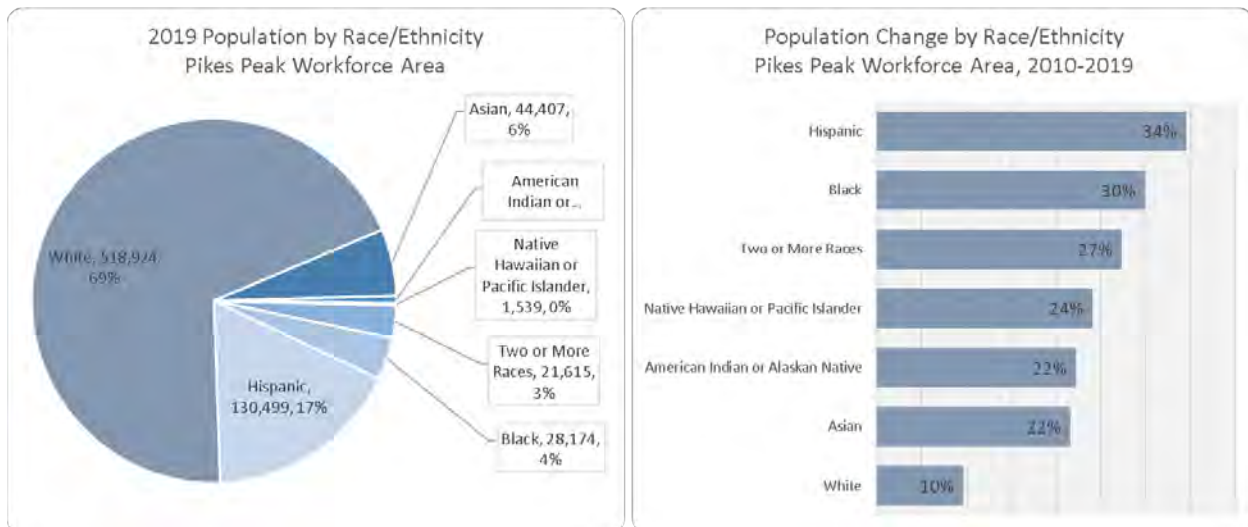 2019 Population by Race/Ethnicity
Pikes Peak Workforce Area
Asian, 44,407,
6%
American
Indian or...
Native
Hawaiian or
Pacific Islander,
1,539, 0%
Two or More
Races, 21,615,
3%
Black, 28,174,
4%
Hispanic,
130,499, 17%
White, 518,924
69%
Population Change by Race/Ethnicity
Pikes Peak Workforce Area, 2010-2019
Hispanic
34%
Black
30%
Two or More Races
27%
Native Hawaiian or Pacific Islander
24%
American Indian or Alaskan Native
22%
Asian
22%
White
10%